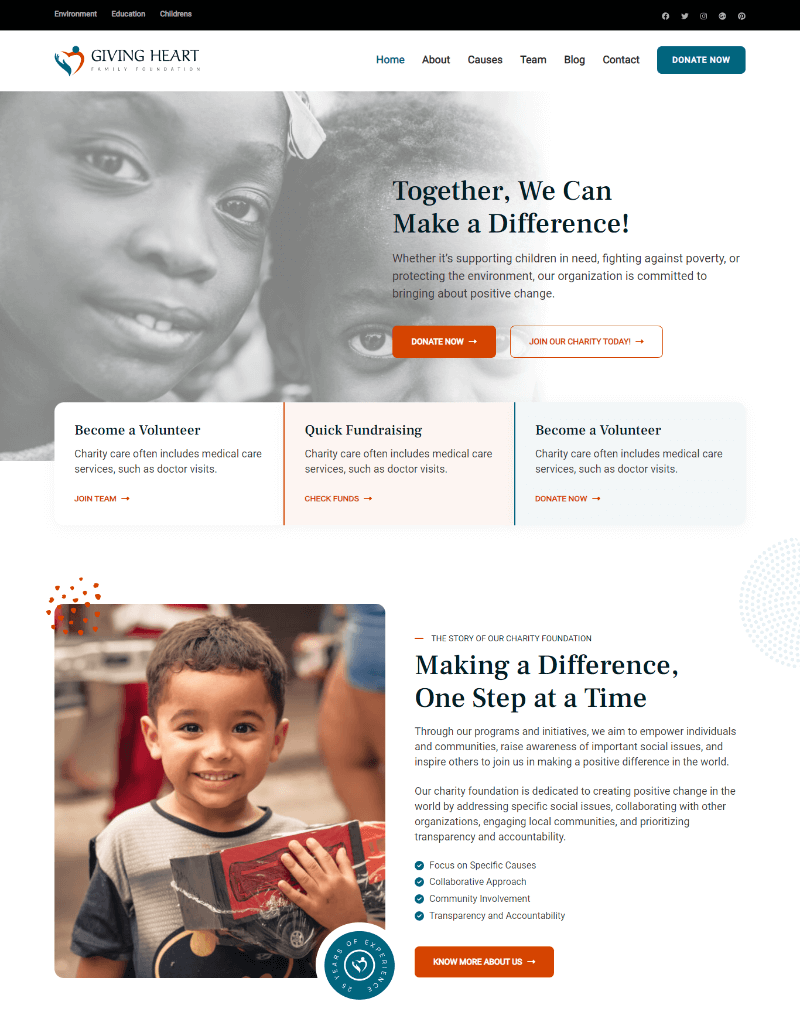 Environment Education Childrens
GIVING HEART
FAMILY FOUNDATION
Home About Causes Team Blog Contact DONATE NOW
Together, We Can
Make a Difference!
Whether it's supporting children in need, fighting against poverty, or
protecting the environment, our organization is committed to
bringing about positive change.
DONATE NOW → JOIN OUR CHARITY TODAY! →
Become a Volunteer
Charity care often includes medical care
services, such as doctor visits.
JOIN TEAM →
Quick Fundraising
Charity care often includes medical care
services, such as doctor visits.
CHECK FUNDS →
Become a Volunteer
Charity care often includes medical care
services, such as doctor visits.
DONATE NOW →
THE STORY OF OUR CHARITY FOUNDATION
Making a Difference,
One Step at a Time
Through our programs and initiatives, we aim to empower individuals
and communities, raise awareness of important social issues, and
inspire others to join us in making a positive difference in the world.
Our charity foundation is dedicated to creating positive change in the
world by addressing specific social issues, collaborating with other
organizations, engaging local communities, and prioritizing
transparency and accountability.
Focus on Specific Causes
Collaborative Approach
Community Involvement
Transparency and Accountability
KNOW MORE ABOUT US →
25 YEARS OF EXPERIENCE